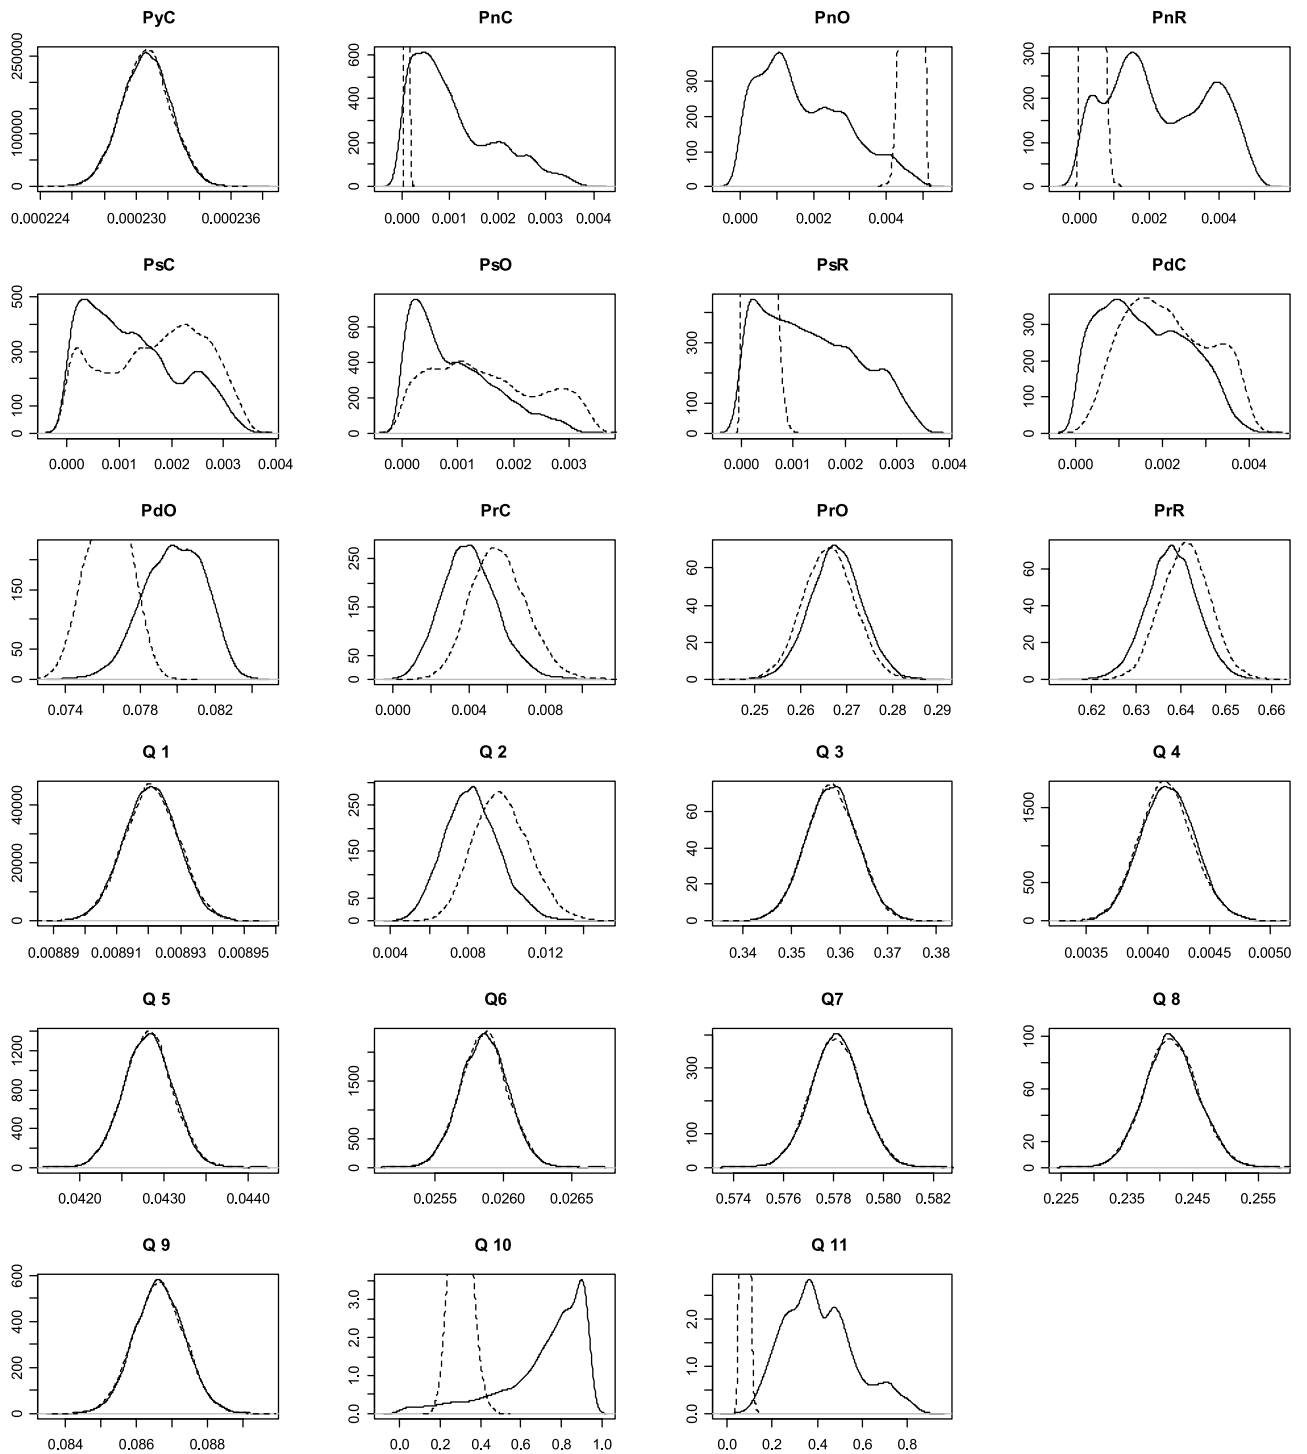 PyC PnC PnO PnR
0 100000 250000
0.000224 0.000230 0.000236
0 200 400 600
0.000 0.001 0.002 0.003 0.004
0 100 200 300
0.000 0.002 0.004
0 100 200 300
0.000 0.002 0.004
PsC PsO PsR PdC
0 100 300 500
0.000 0.001 0.002 0.003 0.004
0 200 400 600
0.000 0.001 0.002 0.003
0 100 300
0.000 0.001 0.002 0.003 0.004
0 100 200 300
0.000 0.002 0.004
PdO PrC PrO PrR
0 50 150
0.074 0.078 0.082
0 50 150 250
0.000 0.004 0.008
0 20 40 60
0.25 0.26 0.27 0.28 0.29
0 20 40 60
0.62 0.63 0.64 0.65 0.66
Q 1 Q 2 Q 3 Q 4
0 20000 40000
0.00889 0.00891 0.00893 0.00895
0 50 150 250
0.004 0.008 0.012
0 20 40 60
0.34 0.35 0.36 0.37 0.38
0 500 1500
0.0035 0.0040 0.0045 0.0050
Q 5 Q6 Q7 Q 8
0 400 800 1200
0.0420 0.0430 0.0440
0 500 1500
0.0255 0.0260 0.0265
0 100 300
0.574 0.576 0.578 0.580 0.582
0 20 40 60 80 100
0.225 0.235 0.245 0.255
Q 9 Q 10 Q 11
0 200 400 600
0.084 0.086 0.088
0.0 1.0 2.0 3.0
0.0 0.2 0.4 0.6 0.8 1.0
0.0 1.0 2.0
0.0 0.2 0.4 0.6 0.8